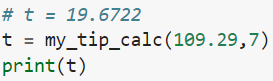 # t = 19.6722
t = my_tip_calc(109.29,7)
print(t)